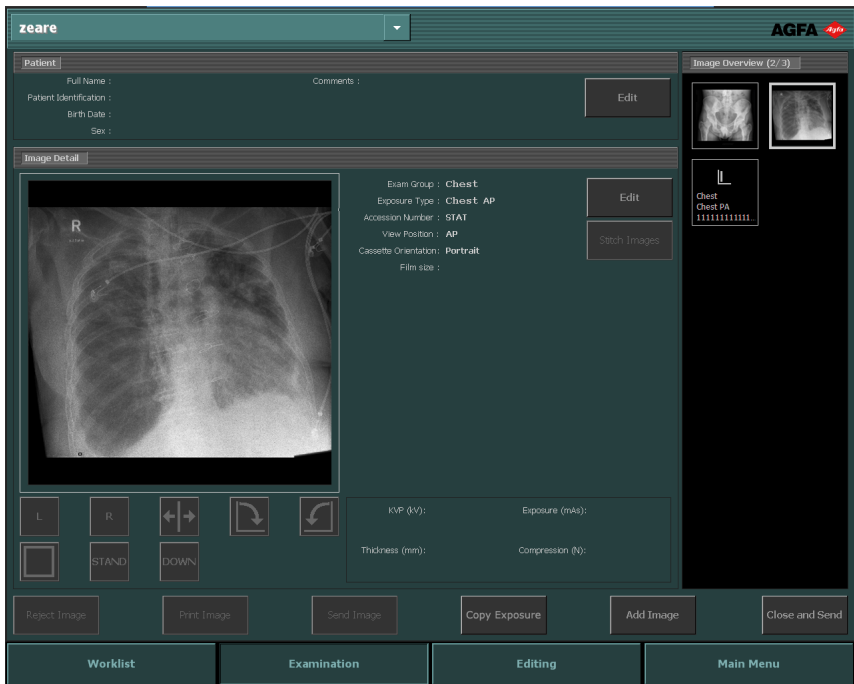 zeare
AGFA Agfa
Patient
Full Name :
Comments :
Patient Identification :
Birth Date :
Sex :
Edit
Image Detail
R
Exam Group : Chest
Exposure Type : Chest AP
Accession Number : STAT
View Position : AP
Cassette Orientation: Portrait
Film size :
Edit
Stitch Images
L
R
STAND
DOWN
KVP (kV):
Exposure (mAs):
Thickness (mm):
Compression (N):
Image Overview (2/3)
L
Chest
Chest PA
111111111111...
Reject Image
Print Image
Send Image
Copy Exposure
Add Image
Close and Send
Worklist
Examination
Editing
Main Menu